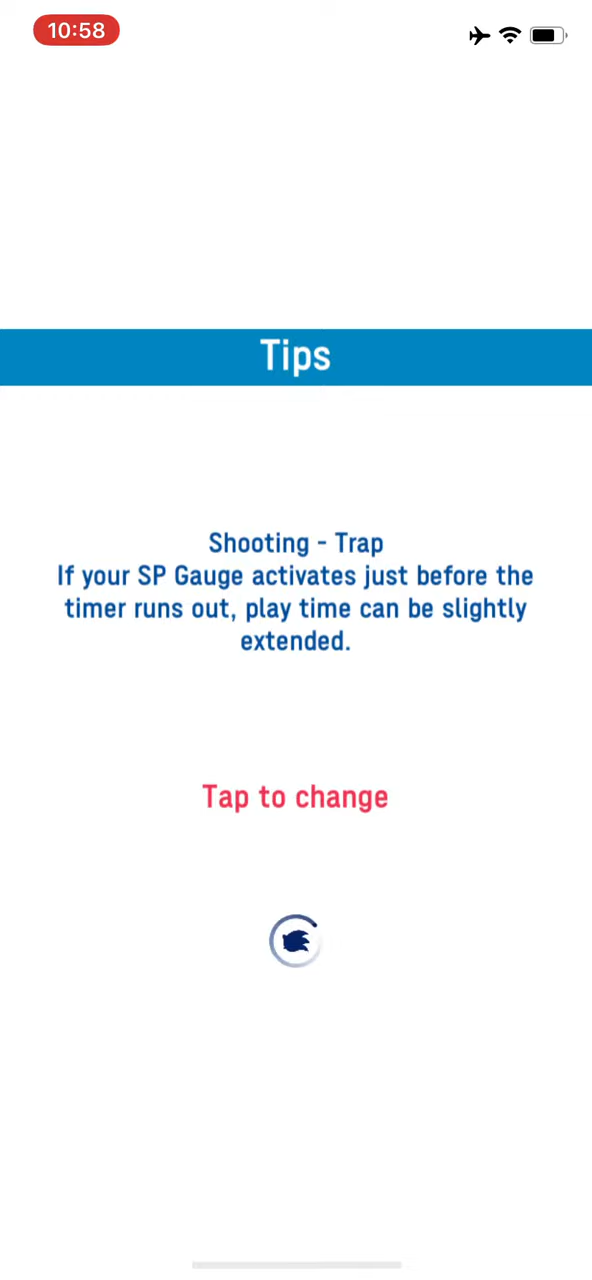 10:58
Tips
Shooting - Trap
If your SP Gauge activates just before the
timer runs out, play time can be slightly
extended.
Tap to change